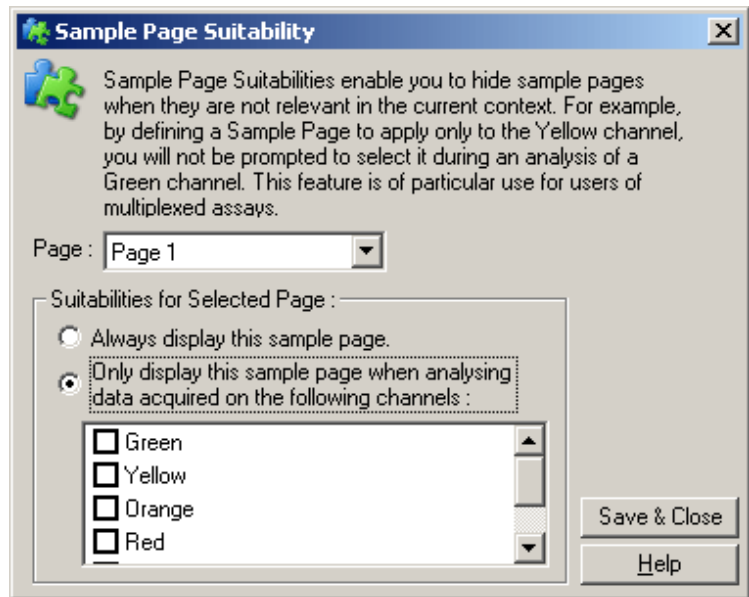 Sample Page Suitability
Sample Page Suitabilities enable you to hide sample pages
when they are not relevant in the current context. For example,
by defining a Sample Page to apply only to the Yellow channel,
you will not be prompted to select it during an analysis of a
Green channel. This feature is of particular use for users of
multiplexed assays.
Page : Page 1
Suitabilities for Selected Page :
Always display this sample page.
Only display this sample page when analysing
data acquired on the following channels :
Green
Yellow
Orange
Red
Save & Close
Help